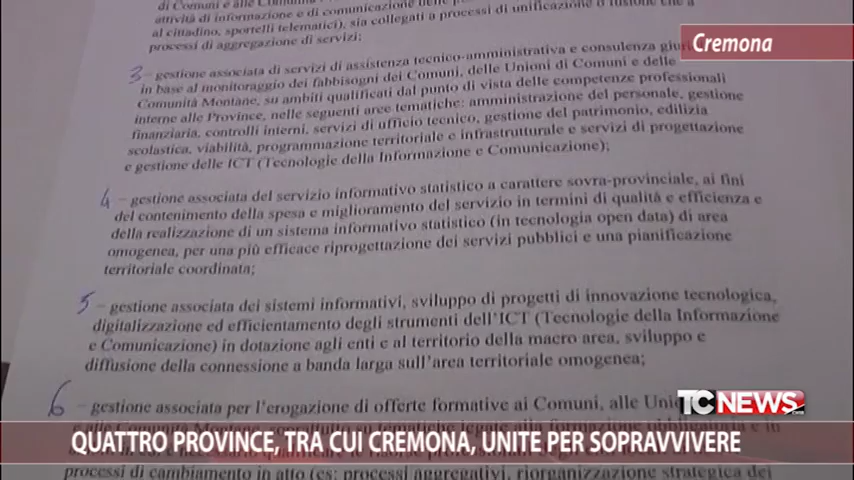 di Comuni e alle Comuni
attività di informazione e di comunicazione nelle
al cittadino, sportelli telematici), sia collegati a processi di unificazione o fusione che a
processi di aggregazione di servizi;
Cremona
3 – gestione associata di servizi di assistenza tecnico-amministrativa e consulenza giur
in base al monitoraggio dei fabbisogni dei Comuni, delle Unioni di Comuni e delle
Comunità Montane, su ambiti qualificati dal punto di vista delle competenze professionali
interne alle Province, nelle seguenti aree tematiche: amministrazione del personale, gestione
finanziaria, controlli interni, servizi di ufficio tecnico, gestione del patrimonio, edilizia
scolastica, viabilità, programmazione territoriale e infrastrutturale e servizi di progettazione
e gestione delle ICT (Tecnologie della Informazione e Comunicazione);
4 – gestione associata del servizio informativo statistico a carattere sovra-provinciale, ai fini
del contenimento della spesa e miglioramento del servizio in termini di qualità e efficienza e
della realizzazione di un sistema informativo statistico (in tecnologia open data) di area
omogenea, per una più efficace riprogettazione dei servizi pubblici e una pianificazione
territoriale coordinata;
5 – gestione associata dei sistemi informativi, sviluppo di progetti di innovazione tecnologica,
digitalizzazione ed efficientamento degli strumenti dell'ICT (Tecnologie della Informazione
e Comunicazione) in dotazione agli enti e al territorio della macro area, sviluppo e
diffusione della connessione a banda larga sull'area territoriale omogenea;
6 – gestione associata per l'erogazione di offerte formative ai Comuni, alle Uni
TCNEWS.com
QUATTRO PROVINCE, TRA CUI CREMONA, UNITE PER SOPRAVVIVERE
processi di cambiamento in atto (es: processi aggregativi, riorganizzazione strategica dei